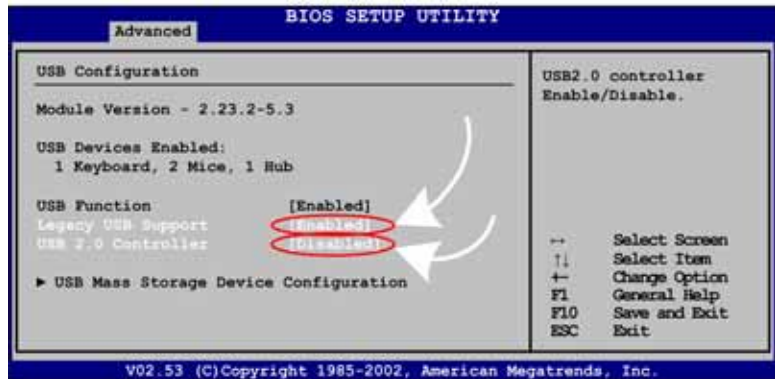 BIOS SETUP UTILITY
Advanced
USB Configuration
Module Version - 2.23.2-5.3
USB Devices Enabled:
1 Keyboard, 2 Mice, 1 Hub
USB Function [Enabled]
Legacy USB Support [Enabled]
USB 2.0 Controller [Disabled]
► USB Mass Storage Device Configuration
USB2.0 controller
Enable/Disable.
↔ Select Screen
↑↓ Select Item
+- Change Option
F1 General Help
F10 Save and Exit
ESC Exit
V02.53 (C)Copyright 1985-2002, American Megatrends, Inc.